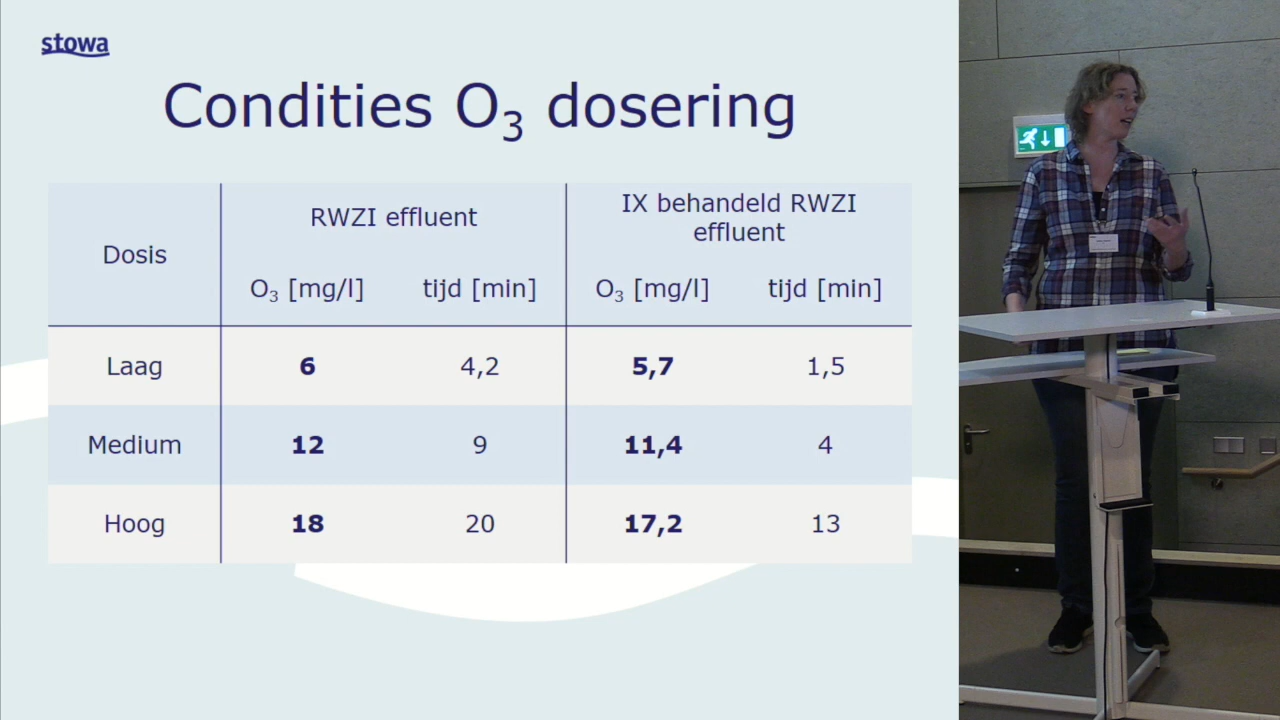 stowa
Condities O₃ dosering
Dosis
RWZI effluent
IX behandeld RWZI
effluent
O₃ [mg/l] tijd [min] O₃ [mg/l] tijd [min]
Laag 6 4,2 5,7 1,5
Medium 12 9 11,4 4
Hoog 18 20 17,2 13